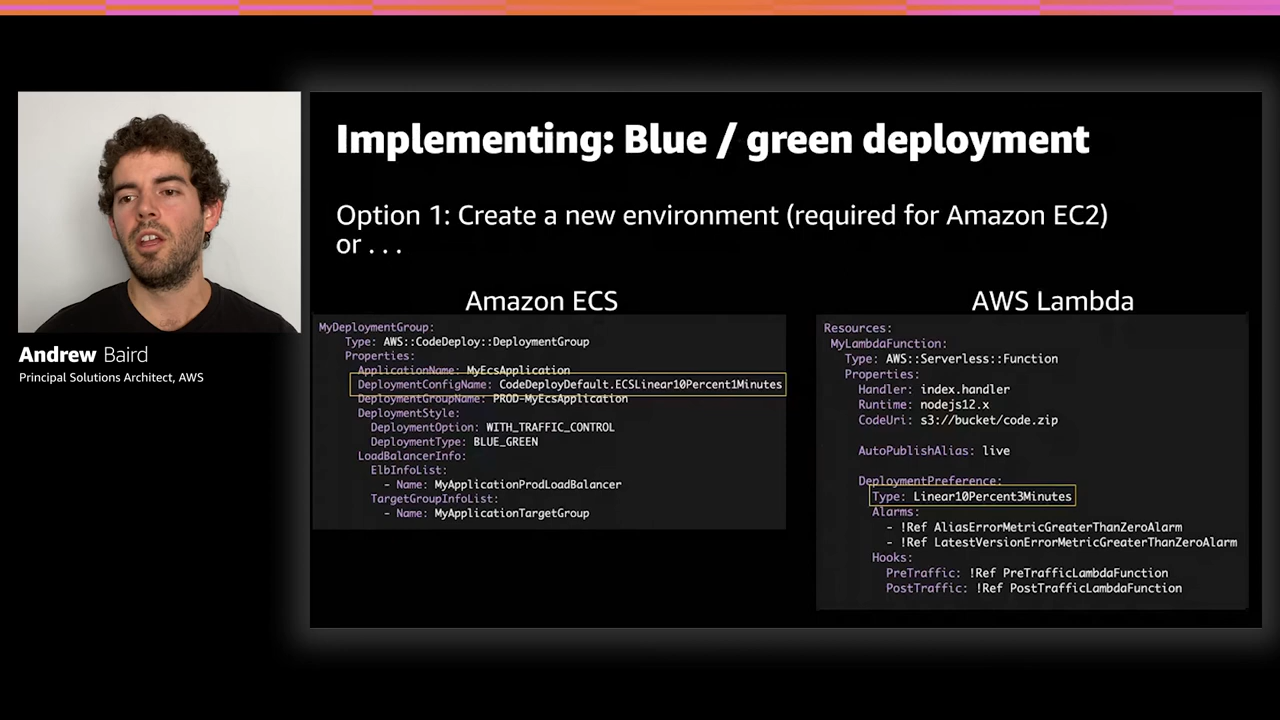 Implementing: Blue / green deployment
Option 1: Create a new environment (required for Amazon EC2)
or . . .
Amazon ECS
MyDeploymentGroup:
Type: AWS::CodeDeploy::DeploymentGroup
Properties:
ApplicationName: MyEcsApplication
DeploymentConfigName: CodeDeployDefault.ECSLinear10Percent1Minutes
DeploymentGroupName: PROD-MyEcsApplication
DeploymentStyle:
DeploymentOption: WITH_TRAFFIC_CONTROL
DeploymentType: BLUE_GREEN
LoadBalancerInfo:
ElbInfoList:
- Name: MyApplicationProdLoadBalancer
TargetGroupInfoList:
- Name: MyApplicationTargetGroup
AWS Lambda
Resources:
MyLambdaFunction:
Type: AWS::Serverless::Function
Properties:
Handler: index.handler
Runtime: nodejs12.x
CodeUri: s3://bucket/code.zip
AutoPublishAlias: live
DeploymentPreference:
Type: Linear10Percent3Minutes
Alarms:
- !Ref AliasErrorMetricGreaterThanZeroAlarm
- !Ref LatestVersionErrorMetricGreaterThanZeroAlarm
Hooks:
PreTraffic: !Ref PreTrafficLambdaFunction
PostTraffic: !Ref PostTrafficLambdaFunction
Andrew Baird
Principal Solutions Architect, AWS